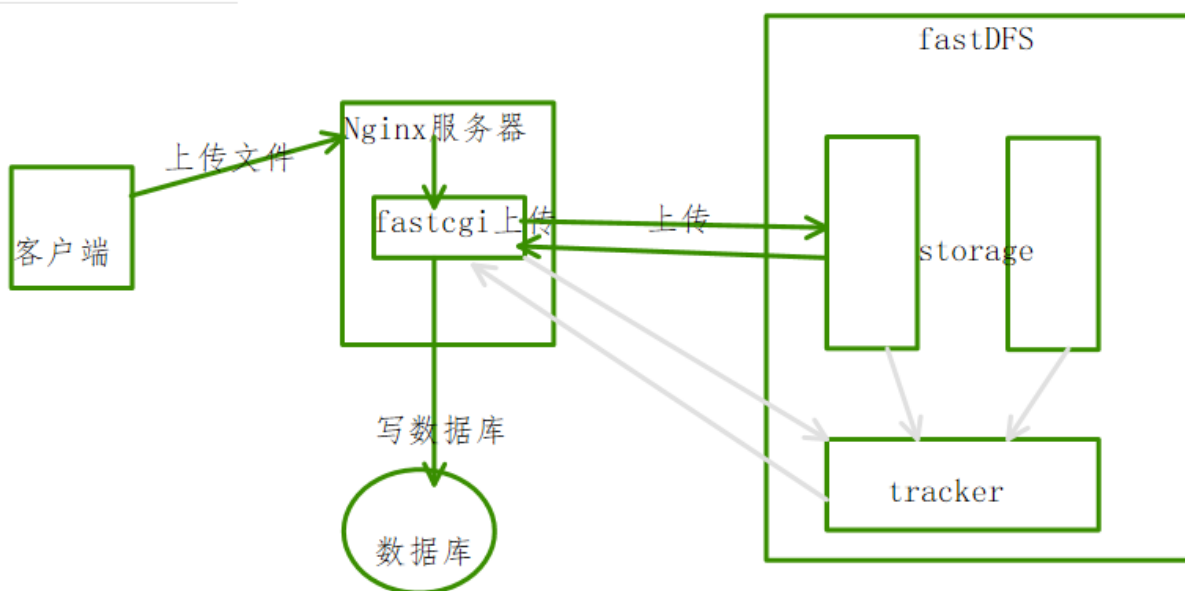 fastDFS
Nginx服务器
上传文件
fastcgi上传
上传
客户端
storage
写数据库
tracker
数据库